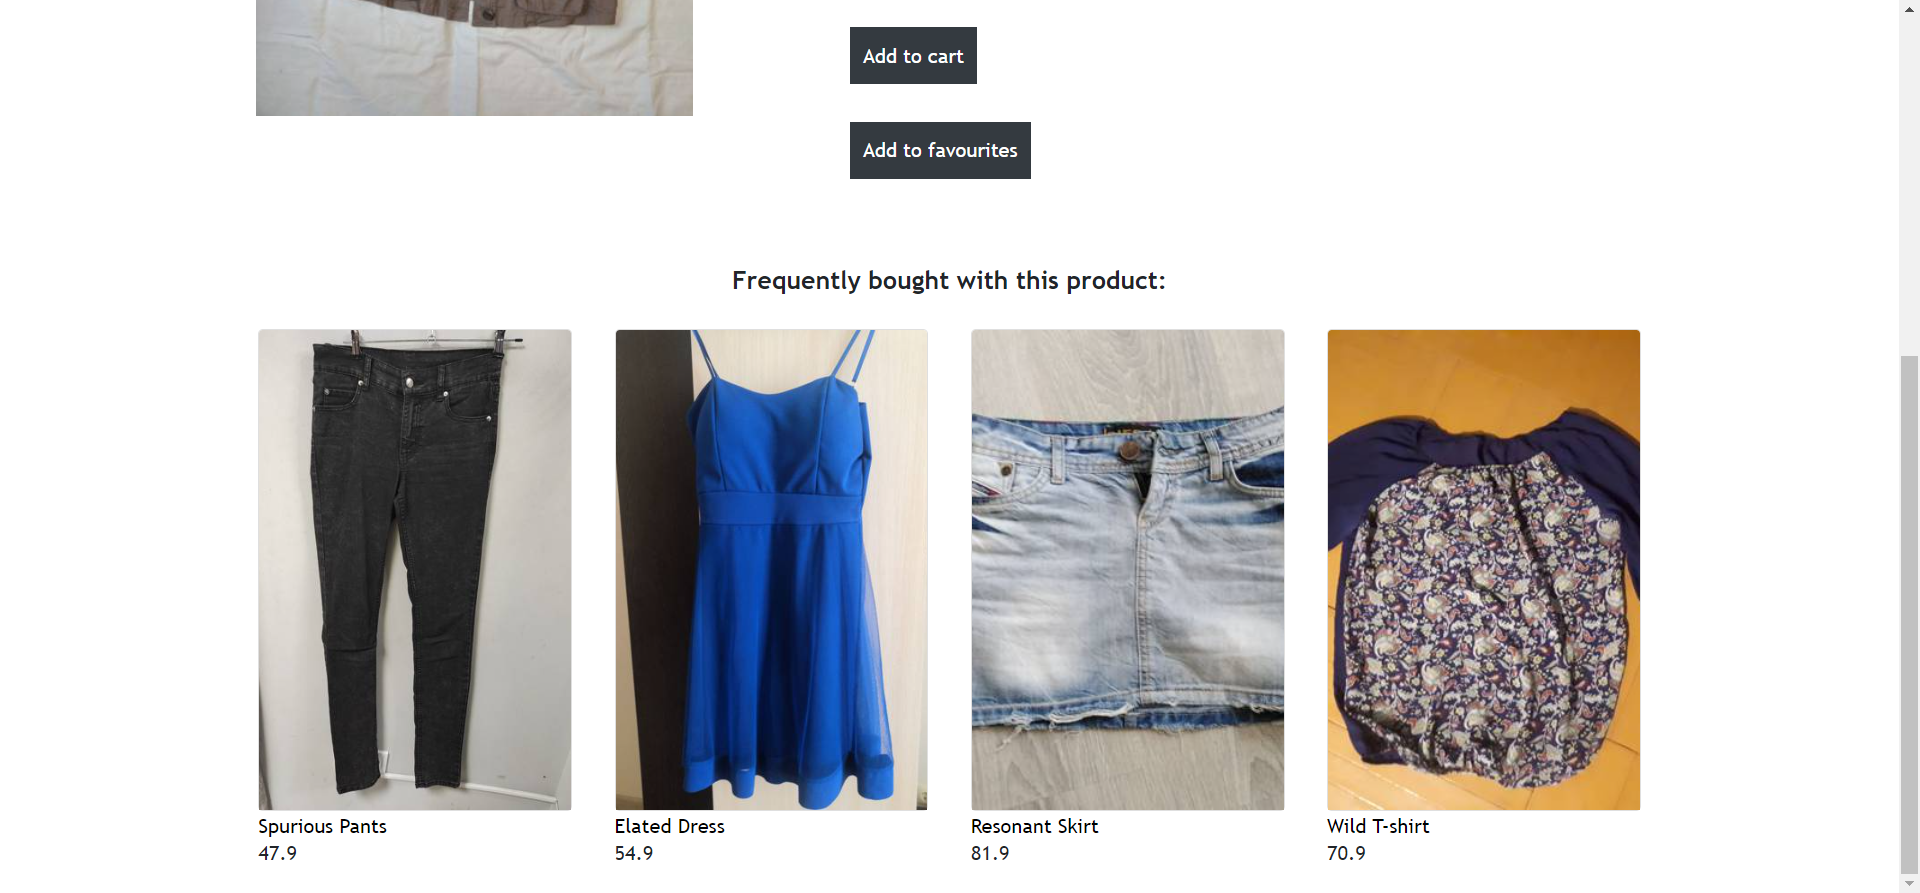 Add to cart
Add to favourites
Frequently bought with this product:
Spurious Pants
47.9
Elated Dress
54.9
Resonant Skirt
81.9
Wild T-shirt
70.9